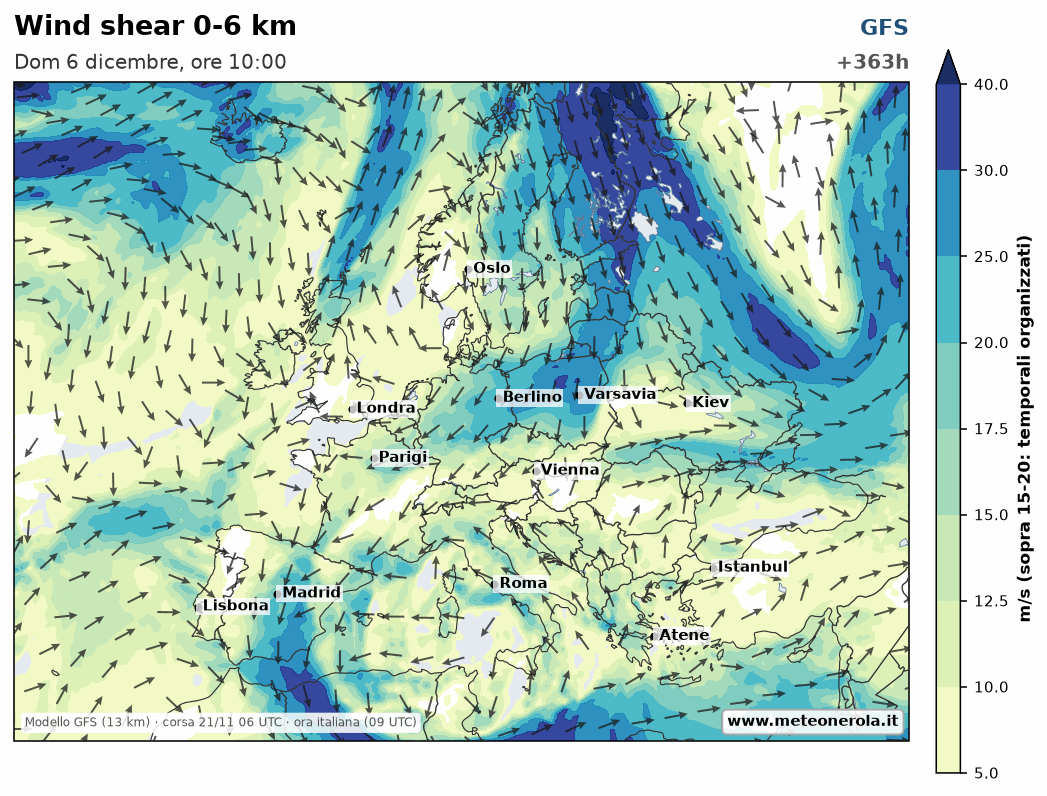 Wind shear 0-6 km
GFS
Dom 6 dicembre, ore 10:00
+363h
40.0
30.0
25.0
20.0
17.5
15.0
12.5
10.0
5.0
m/s (sopra 15-20: temporali organizzati)
Oslo
Berlino
Varsavia
Kiev
Londra
Parigi
Vienna
Istanbul
Roma
Madrid
Lisbona
Atene
Modello GFS (13 km) · corsa 21/11 06 UTC · ora italiana (09 UTC)
www.meteonerola.it